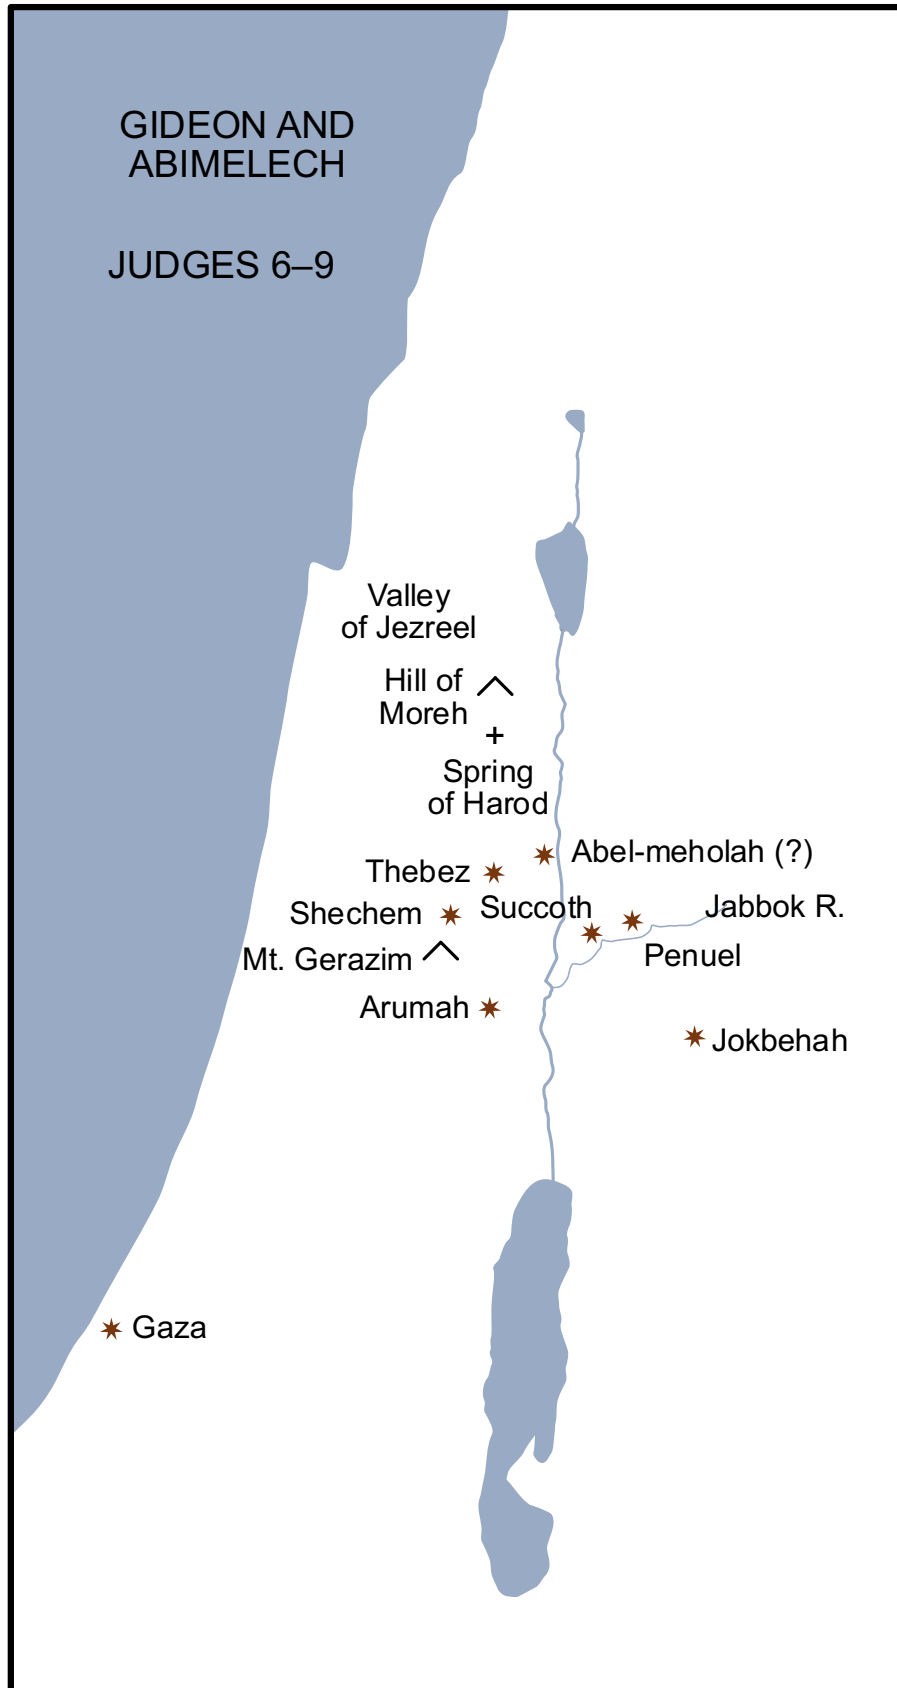 GIDEON AND
ABIMELECH
JUDGES 6–9
Valley
of Jezreel
Hill of
Moreh
Spring
of Harod
Abel-meholah (?)
Thebez
Succoth
Jabbok R.
Shechem
Penuel
Mt. Gerazim
Arumah
Jokbehah
Gaza